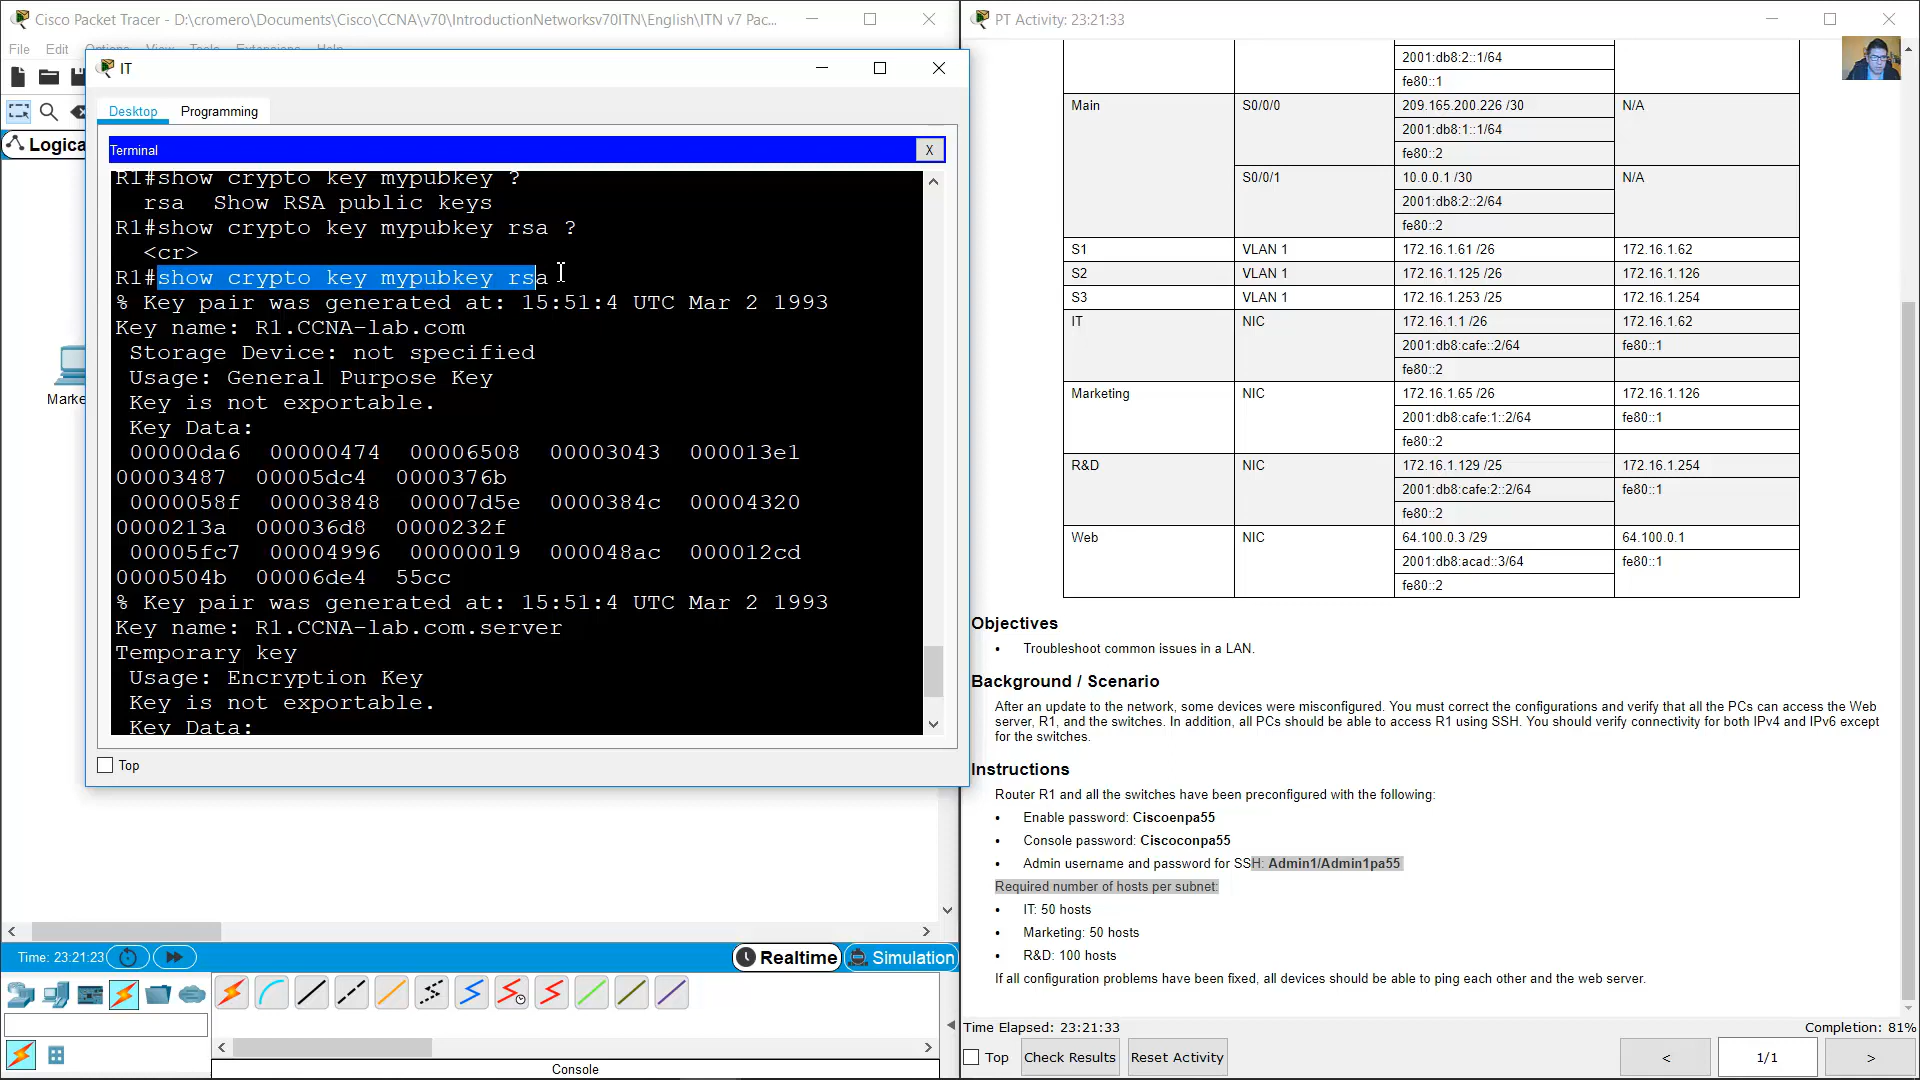 Cisco Packet Tracer - D:\cromero\Documents\Cisco\CCNA\v70\IntroductionNetworksv70ITN\English\ITN v7 Pac...
File Edit Options View Tools Extensions Help
Logica
Marke
IT
Desktop Programming
Terminal X
R1#show crypto key mypubkey ?
rsa Show RSA public keys
R1#show crypto key mypubkey rsa ?
<cr>
R1#show crypto key mypubkey rsa
% Key pair was generated at: 15:51:4 UTC Mar 2 1993
Key name: R1.CCNA-lab.com
Storage Device: not specified
Usage: General Purpose Key
Key is not exportable.
Key Data:
00000da6 00000474 00006508 00003043 000013e1
00003487 00005dc4 0000376b
0000058f 00003848 00007d5e 0000384c 00004320
0000213a 000036d8 0000232f
00005fc7 00004996 00000019 000048ac 000012cd
0000504b 00006de4 55cc
% Key pair was generated at: 15:51:4 UTC Mar 2 1993
Key name: R1.CCNA-lab.com.server
Temporary key
Usage: Encryption Key
Key is not exportable.
Key Data:
Top
Time: 23:21:23
Realtime Simulation
Console
PT Activity: 23:21:33
2001:db8:2::1/64
fe80::1
Main S0/0/0 209.165.200.226 /30 N/A
2001:db8:1::1/64
fe80::2
S0/0/1 10.0.0.1 /30 N/A
2001:db8:2::2/64
fe80::2
S1 VLAN 1 172.16.1.61 /26 172.16.1.62
S2 VLAN 1 172.16.1.125 /26 172.16.1.126
S3 VLAN 1 172.16.1.253 /25 172.16.1.254
IT NIC 172.16.1.1 /26 172.16.1.62
2001:db8:cafe::2/64 fe80::1
fe80::2
Marketing NIC 172.16.1.65 /26 172.16.1.126
2001:db8:cafe:1::2/64 fe80::1
fe80::2
R&D NIC 172.16.1.129 /25 172.16.1.254
2001:db8:cafe:2::2/64 fe80::1
fe80::2
Web NIC 64.100.0.3 /29 64.100.0.1
2001:db8:acad::3/64 fe80::1
fe80::2
Objectives
• Troubleshoot common issues in a LAN.
Background / Scenario
After an update to the network, some devices were misconfigured. You must correct the configurations and verify that all the PCs can access the Web
server, R1, and the switches. In addition, all PCs should be able to access R1 using SSH. You should verify connectivity for both IPv4 and IPv6 except
for the switches.
Instructions
Router R1 and all the switches have been preconfigured with the following:
• Enable password: Ciscoenpa55
• Console password: Ciscoconpa55
• Admin username and password for SSH: Admin1/Admin1pa55
Required number of hosts per subnet:
• IT: 50 hosts
• Marketing: 50 hosts
• R&D: 100 hosts
If all configuration problems have been fixed, all devices should be able to ping each other and the web server.
Time Elapsed: 23:21:33 Completion: 81%
Top Check Results Reset Activity < 1/1 >